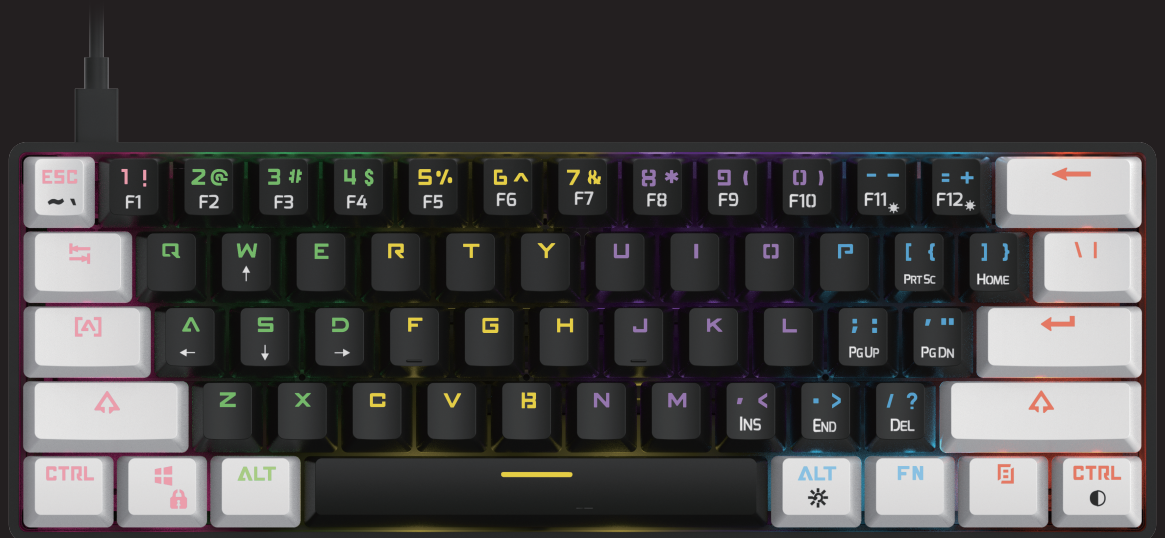 ESC 1 ! 2 @ 3 # 4 $ 5 % 6 ^ 7 & 8 * 9 ( 0 ) - - = +
~ ` F1 F2 F3 F4 F5 F6 F7 F8 F9 F10 F11 F12
Q W E R T Y U I O P [ { ] } \ |
PRT SC HOME
[A] A S D F G H J K L ; : ' "
PG UP PG DN
Z X C V B N M , < . > / ?
INS END DEL
CTRL ALT ALT FN CTRL